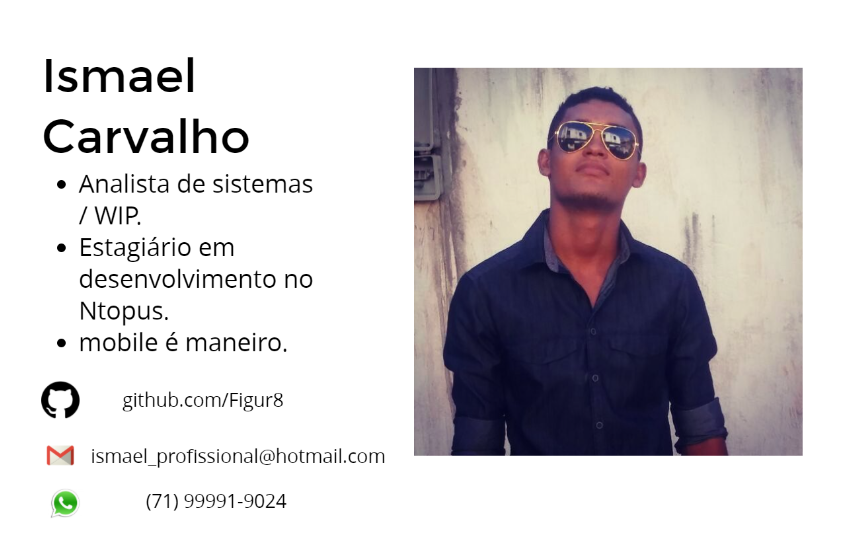 Ismael
Carvalho
• Analista de sistemas
/ WIP.
• Estagiário em
desenvolvimento no
Ntopus.
• mobile é maneiro.
github.com/Figur8
ismael_profissional@hotmail.com
(71) 99991-9024